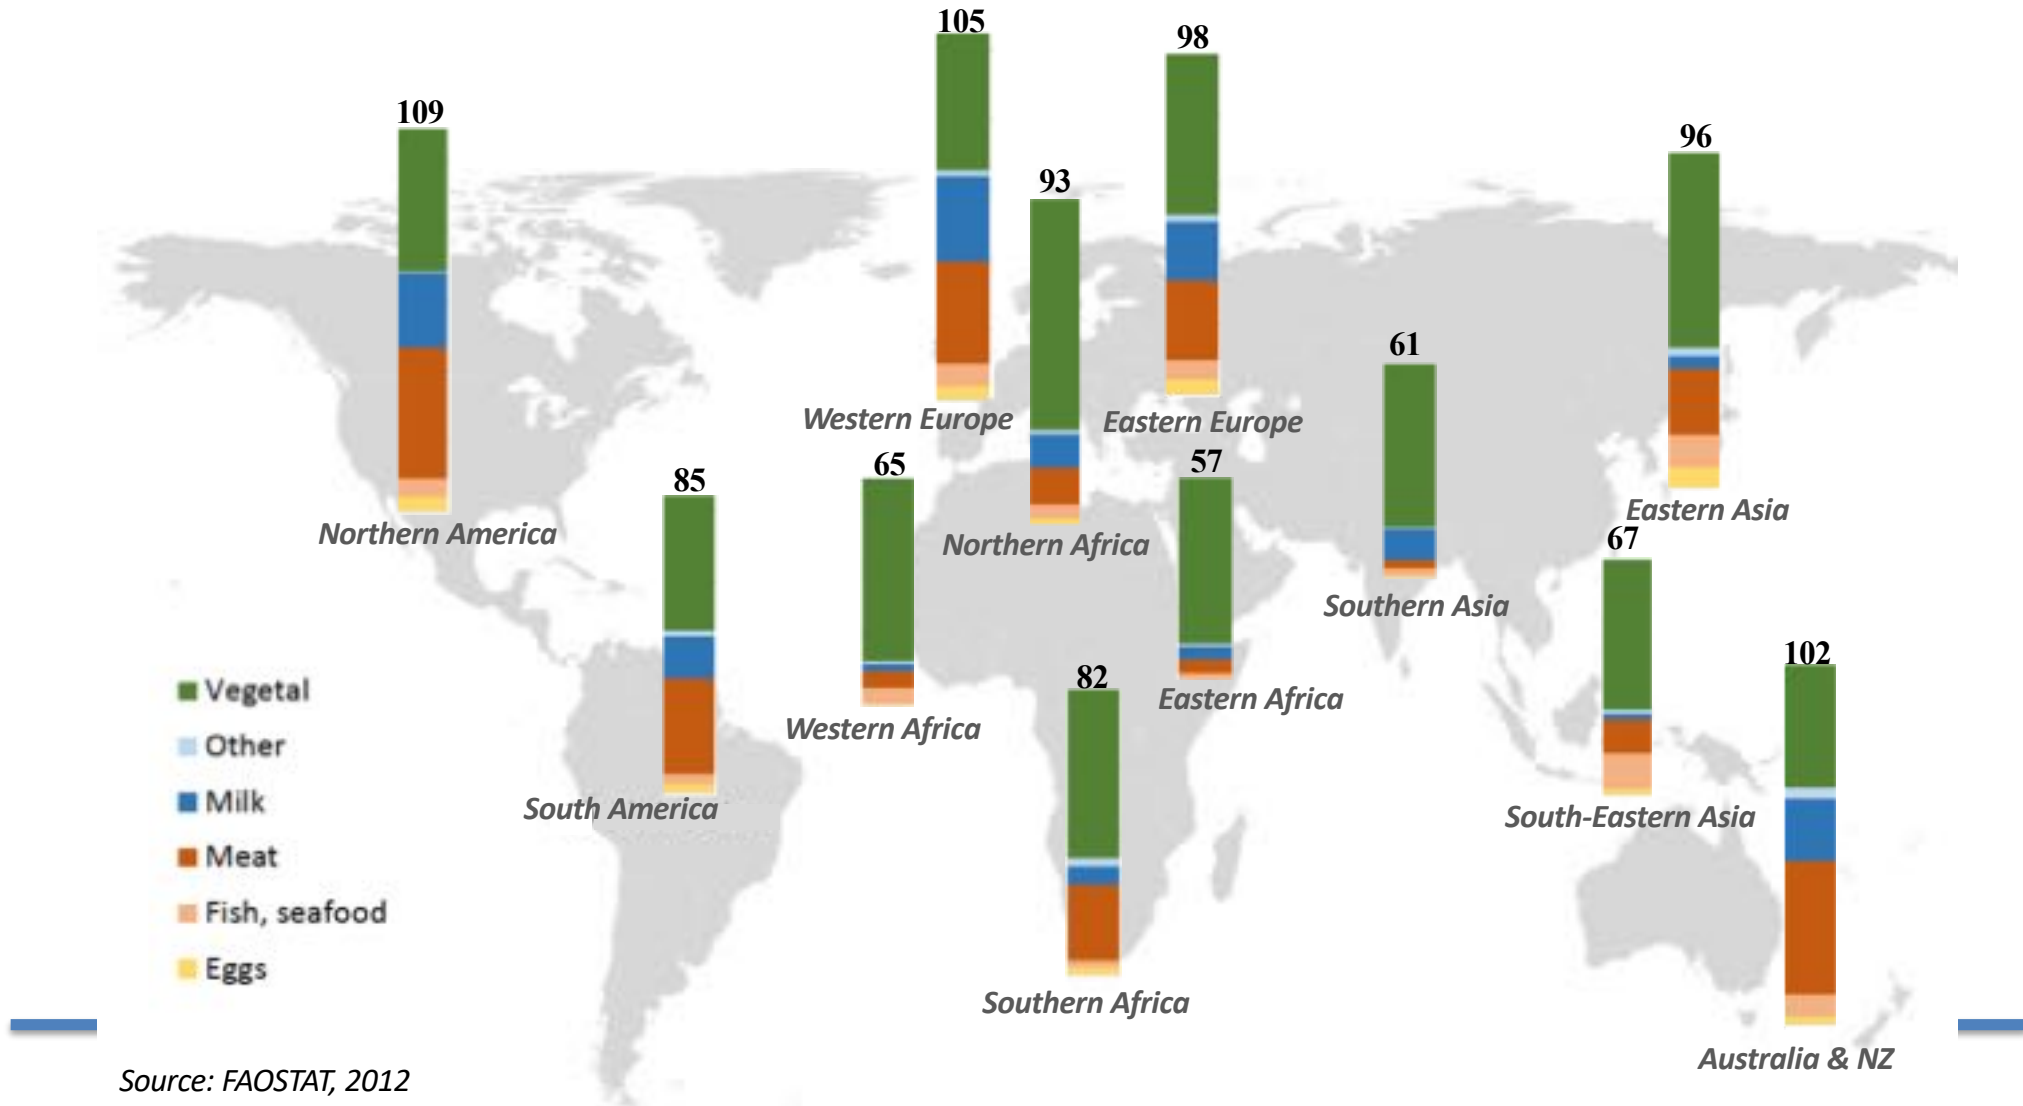 105
98
109
96
93
61
Western Europe
Eastern Europe
65
57
85
Eastern Asia
Northern America
Northern Africa
67
Southern Asia
102
82
Vegetal
Eastern Africa
Western Africa
Other
Milk
South America
South-Eastern Asia
Meat
Fish, seafood
Eggs
Southern Africa
Australia & NZ
Source: FAOSTAT, 2012